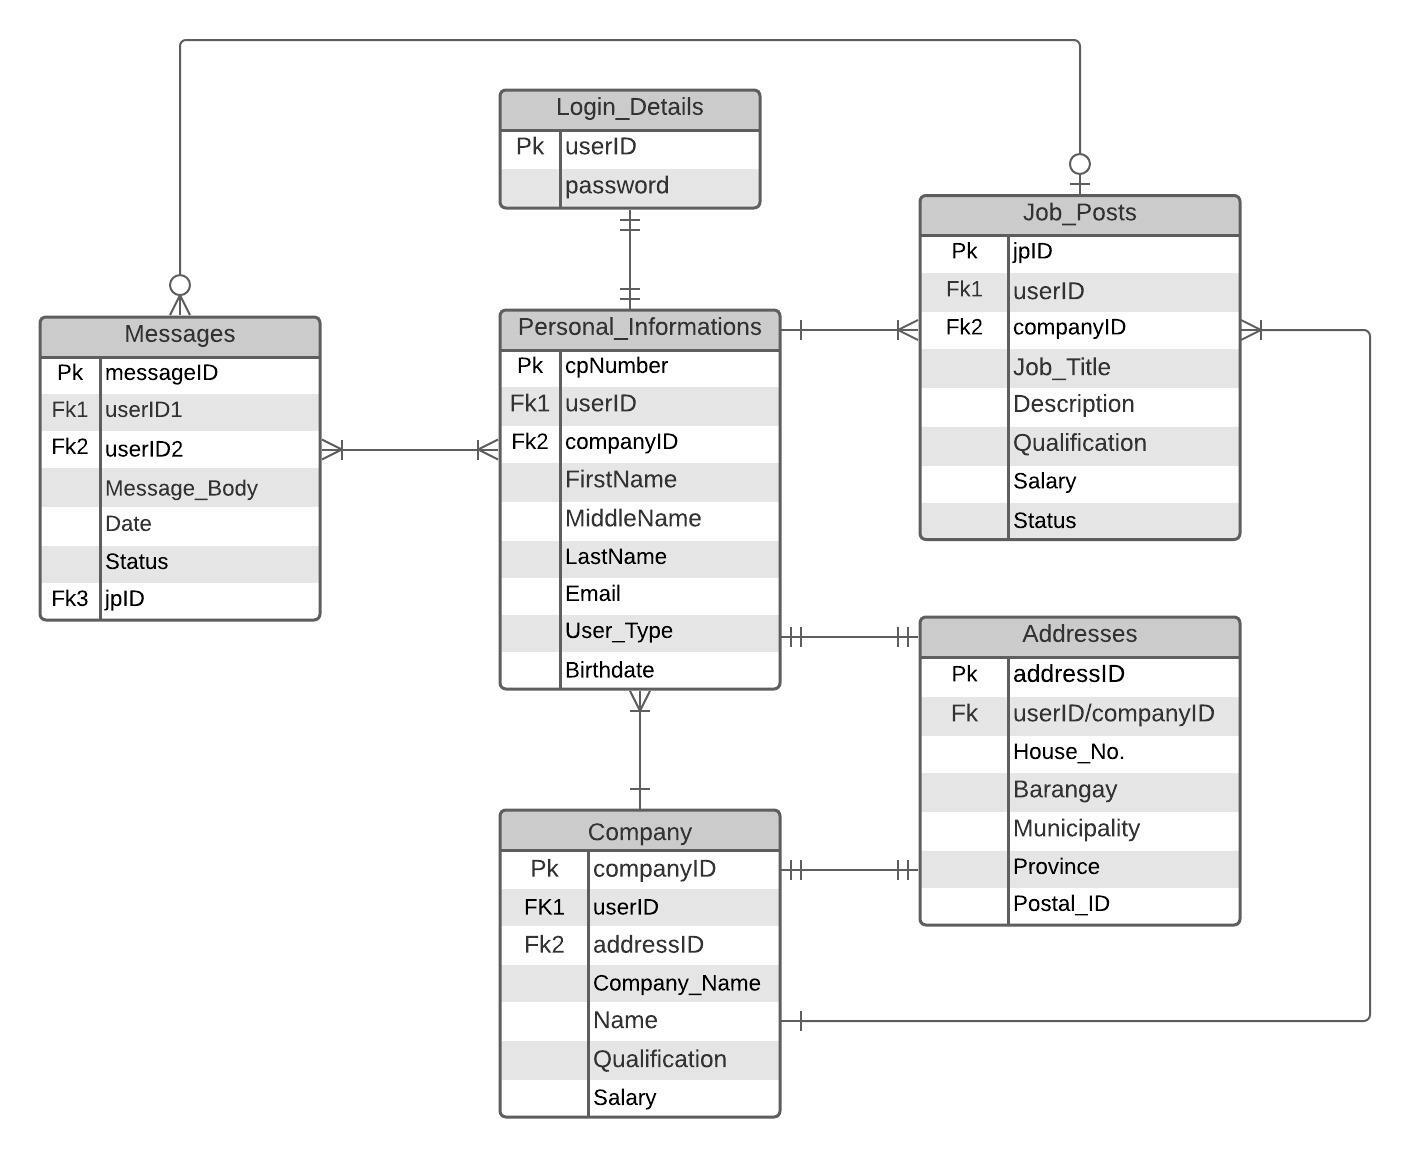 Login_Details
Pk userID
password
Job_Posts
Pk jpID
Fk1 userID
Fk2 companyID
Job_Title
Description
Qualification
Salary
Status
Messages
Pk messageID
Fk1 userID1
Fk2 userID2
Message_Body
Date
Status
Fk3 jpID
Personal_Informations
Pk cpNumber
Fk1 userID
Fk2 companyID
FirstName
MiddleName
LastName
Email
User_Type
Birthdate
Addresses
Pk addressID
Fk userID/companyID
House_No.
Barangay
Municipality
Province
Postal_ID
Company
Pk companyID
FK1 userID
Fk2 addressID
Company_Name
Name
Qualification
Salary